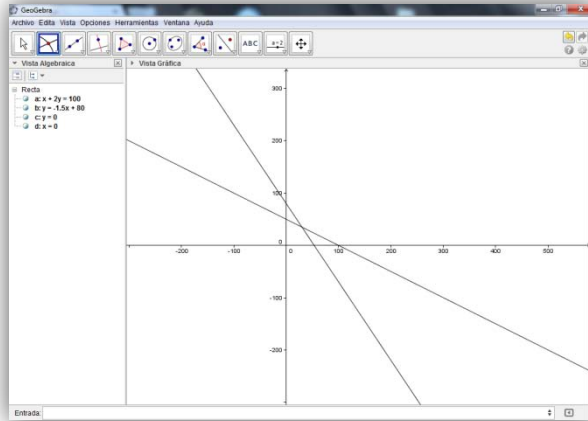 GeoGebra
Archivo Edita Vista Opciones Herramientas Ventana Ayuda
ABC
a=2
Vista Algebraica
Vista Gráfica
Recta
a: x + 2y = 100
b: y = -1.5x + 80
c: y = 0
d: x = 0
300
200
100
0
-200
-100
0
100
200
300
400
500
-100
-200
Entrada: